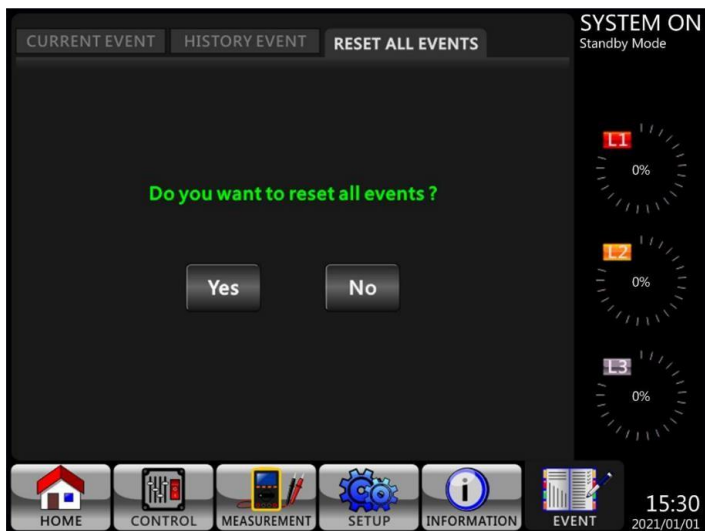 CURRENT EVENT
HISTORY EVENT
RESET ALL EVENTS
SYSTEM ON
Standby Mode
L1
0%
Do you want to reset all events ?
L2
0%
Yes
No
L3
0%
HOME
CONTROL
MEASUREMENT
SETUP
INFORMATION
EVENT
15:30
2021/01/01